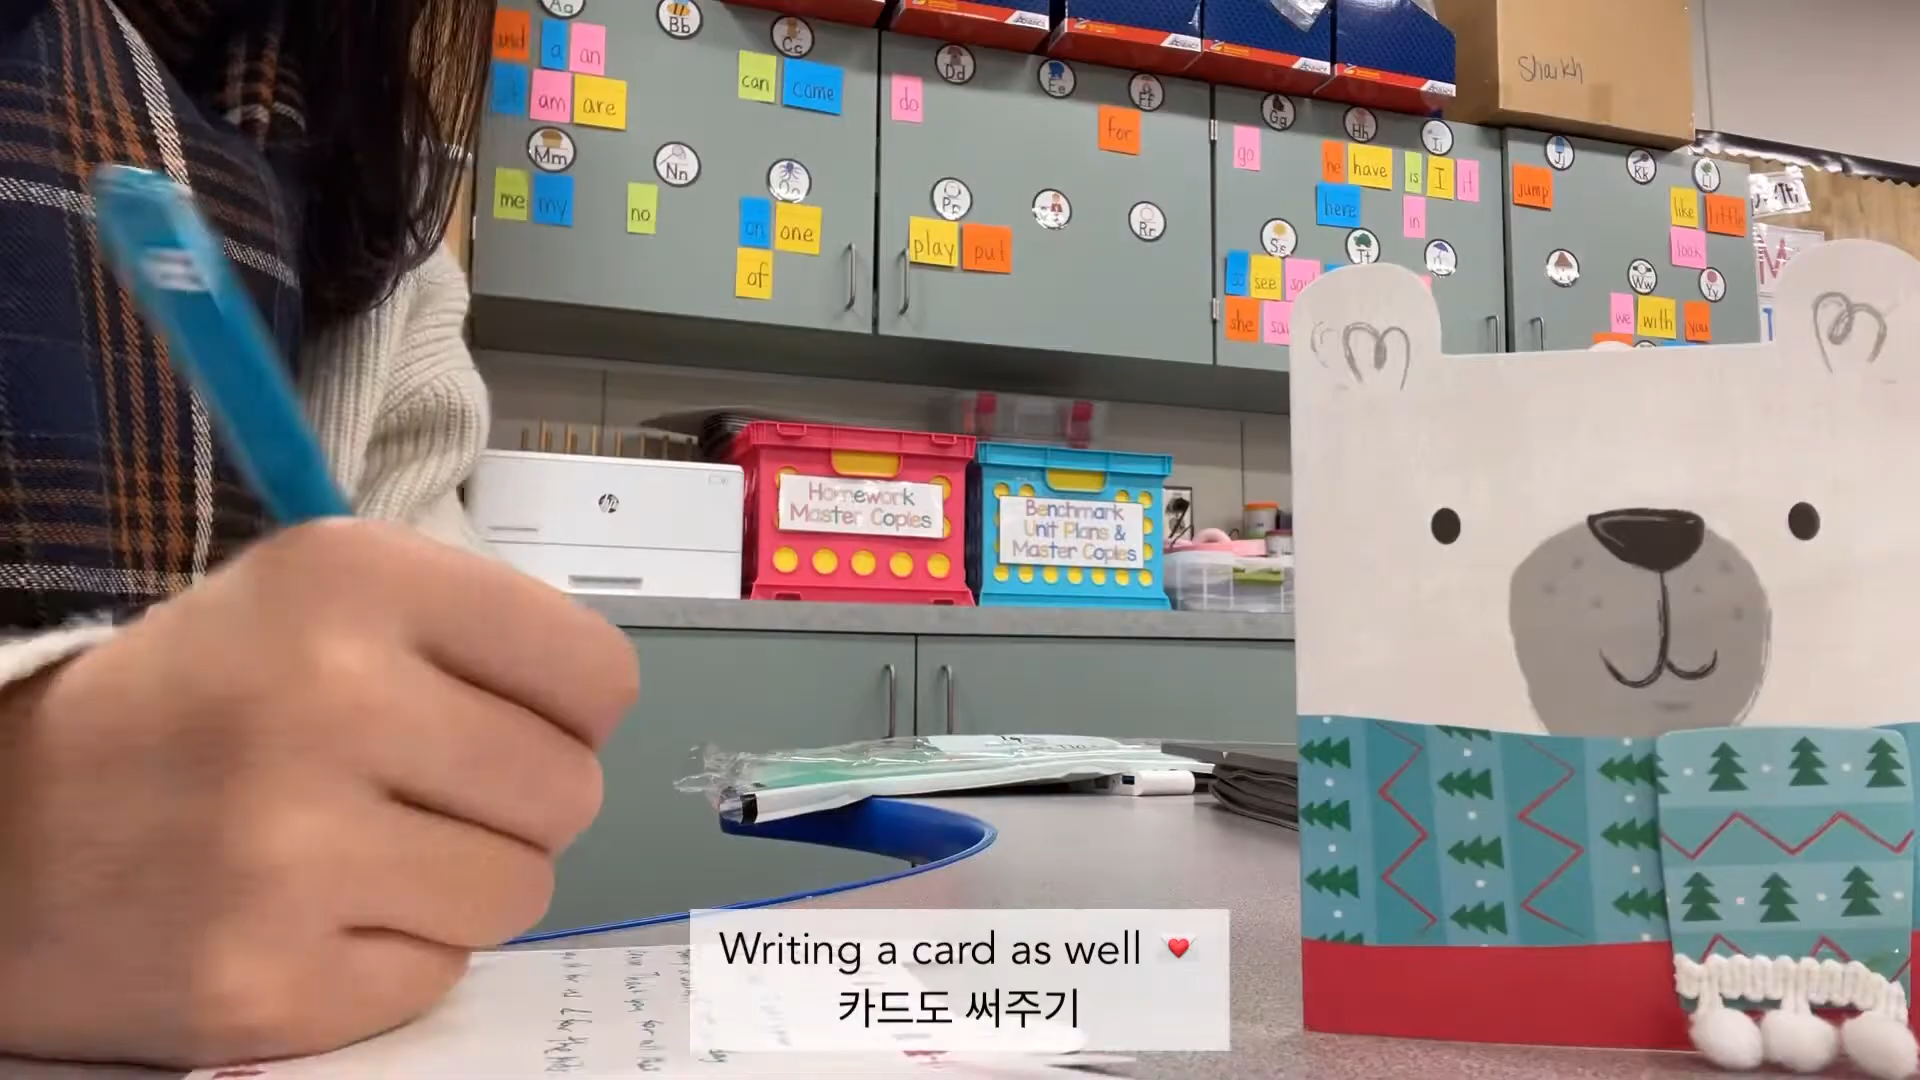 Aa
Bb
Cc
and
a
an
can
come
at
am
are
Mm
Nn
Oo
me
my
no
on
one
of
Dd
Ee
Ff
do
for
Pp
Rr
play
put
Gg
Hh
Ii
go
he
have
is
I
it
here
in
Ss
Tt
so
see
she
Jj
Kk
Ll
jump
like
little
look
Ww
Yy
we
with
you
Shaikh
hp
Homework
Master Copies
Benchmark
Unit Plans &
Master Copies
Writing a card as well
카드도 써주기